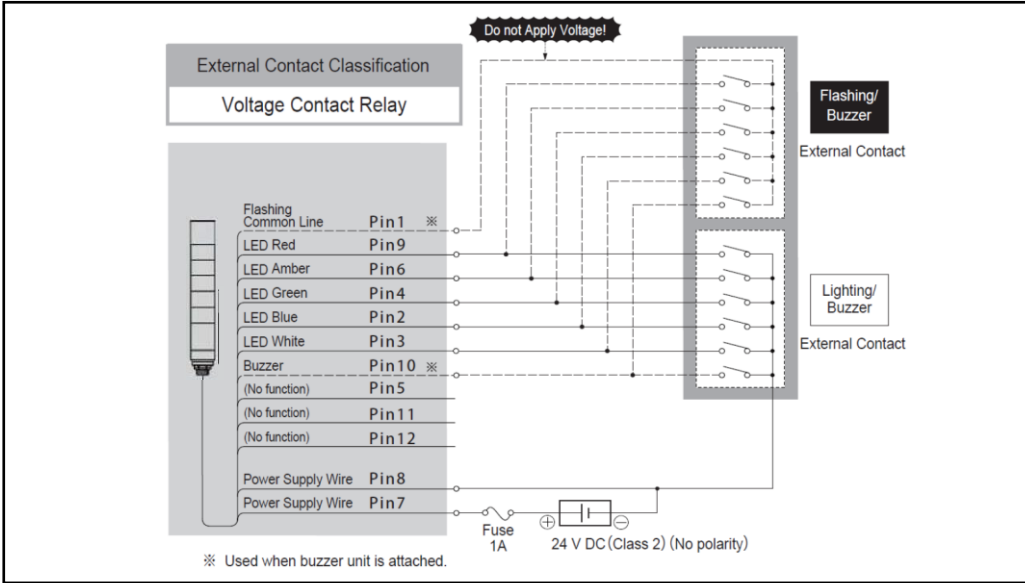 Do not Apply Voltage!
External Contact Classification
Voltage Contact Relay
Flashing/
Buzzer
External Contact
Flashing
Common Line Pin1 ※
LED Red Pin9
LED Amber Pin6
LED Green Pin4
LED Blue Pin2
LED White Pin3
Buzzer Pin10 ※
(No function) Pin5
(No function) Pin11
(No function) Pin12
Power Supply Wire Pin8
Power Supply Wire Pin7
Lighting/
Buzzer
External Contact
Fuse
1A
⊕ ⊖
24 V DC (Class 2) (No polarity)
※ Used when buzzer unit is attached.